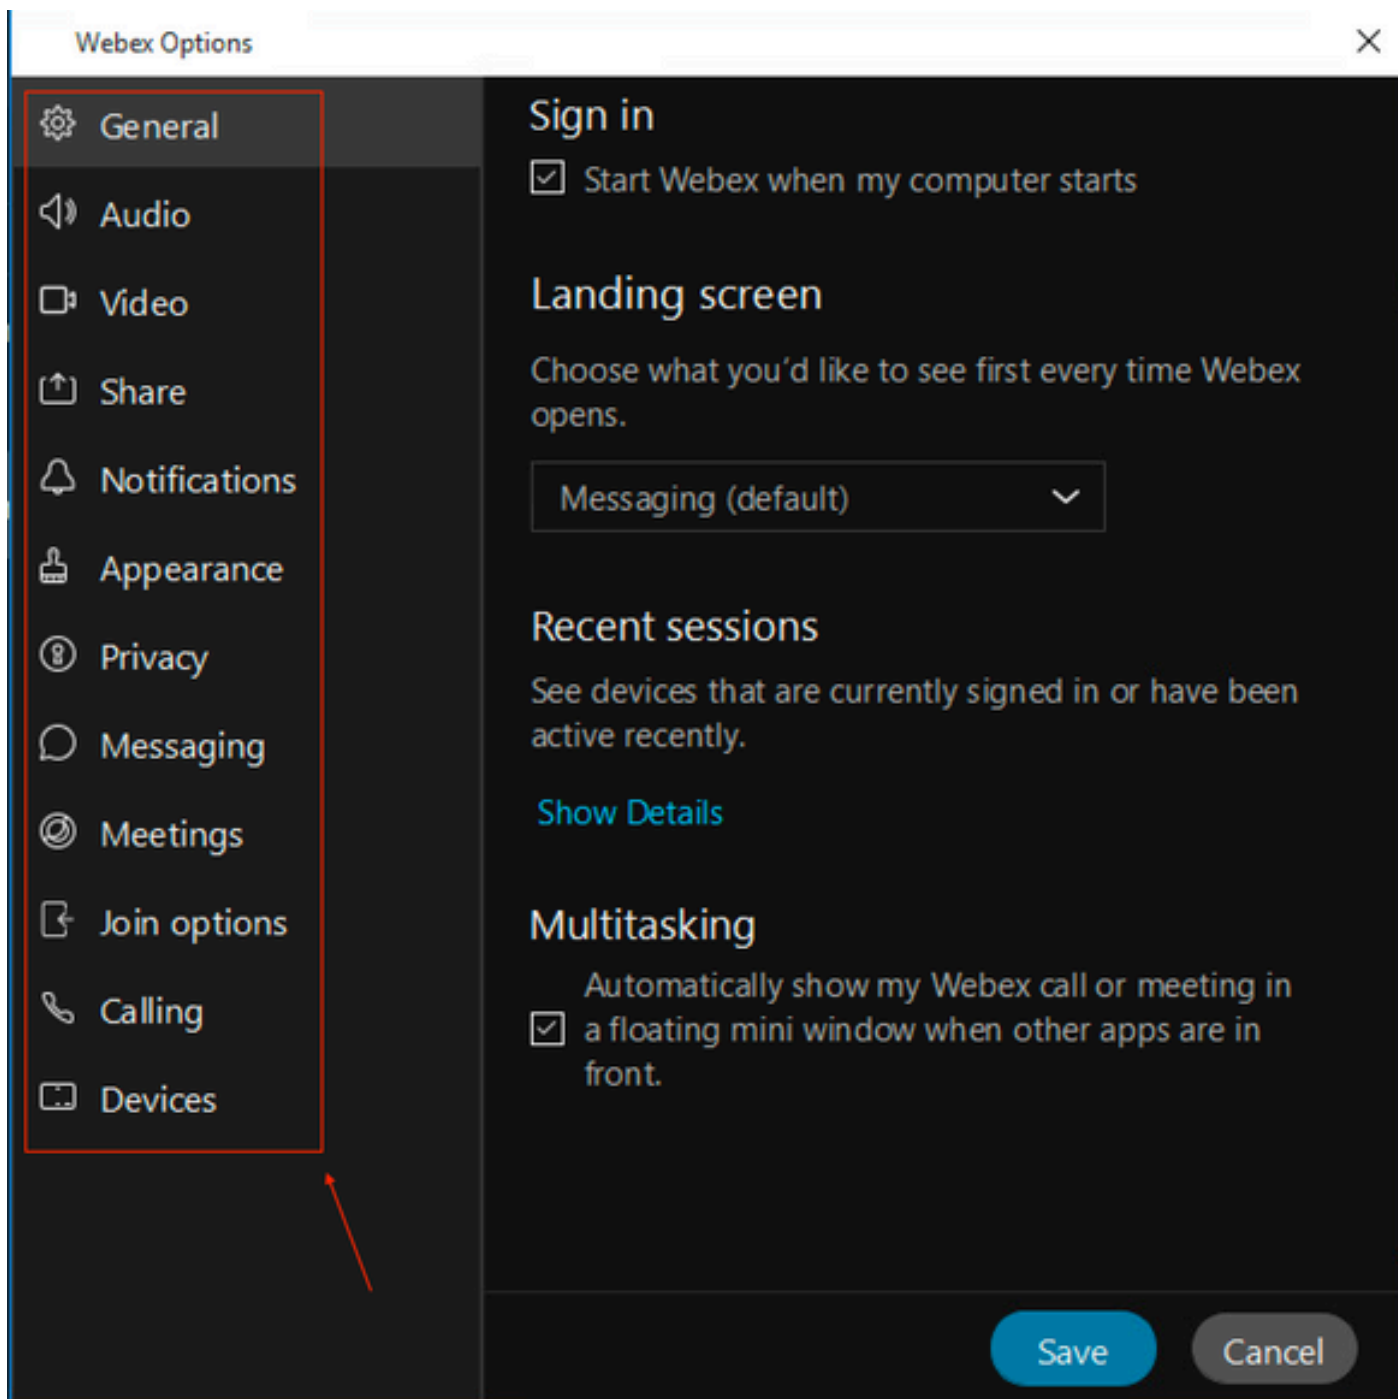 Webex Options
General
Audio
Video
Share
Notifications
Appearance
Privacy
Messaging
Meetings
Join options
Calling
Devices
Sign in
Start Webex when my computer starts
Landing screen
Choose what you'd like to see first every time Webex
opens.
Messaging (default)
Recent sessions
See devices that are currently signed in or have been
active recently.
Show Details
Multitasking
Automatically show my Webex call or meeting in
a floating mini window when other apps are in
front.
Save
Cancel